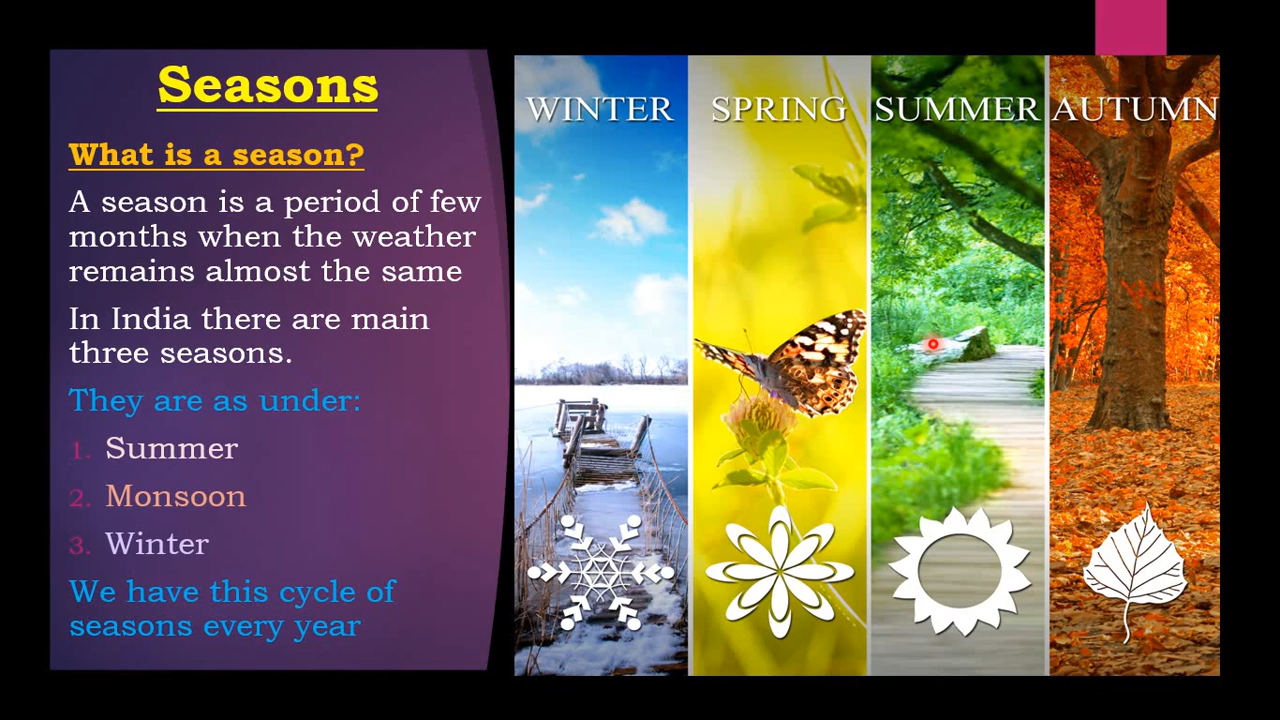 Seasons
What is a season?
A season is a period of few
months when the weather
remains almost the same
In India there are main
three seasons.
They are as under:
1. Summer
2. Monsoon
3. Winter
We have this cycle of
seasons every year
WINTER
SPRING
SUMMER
AUTUMN